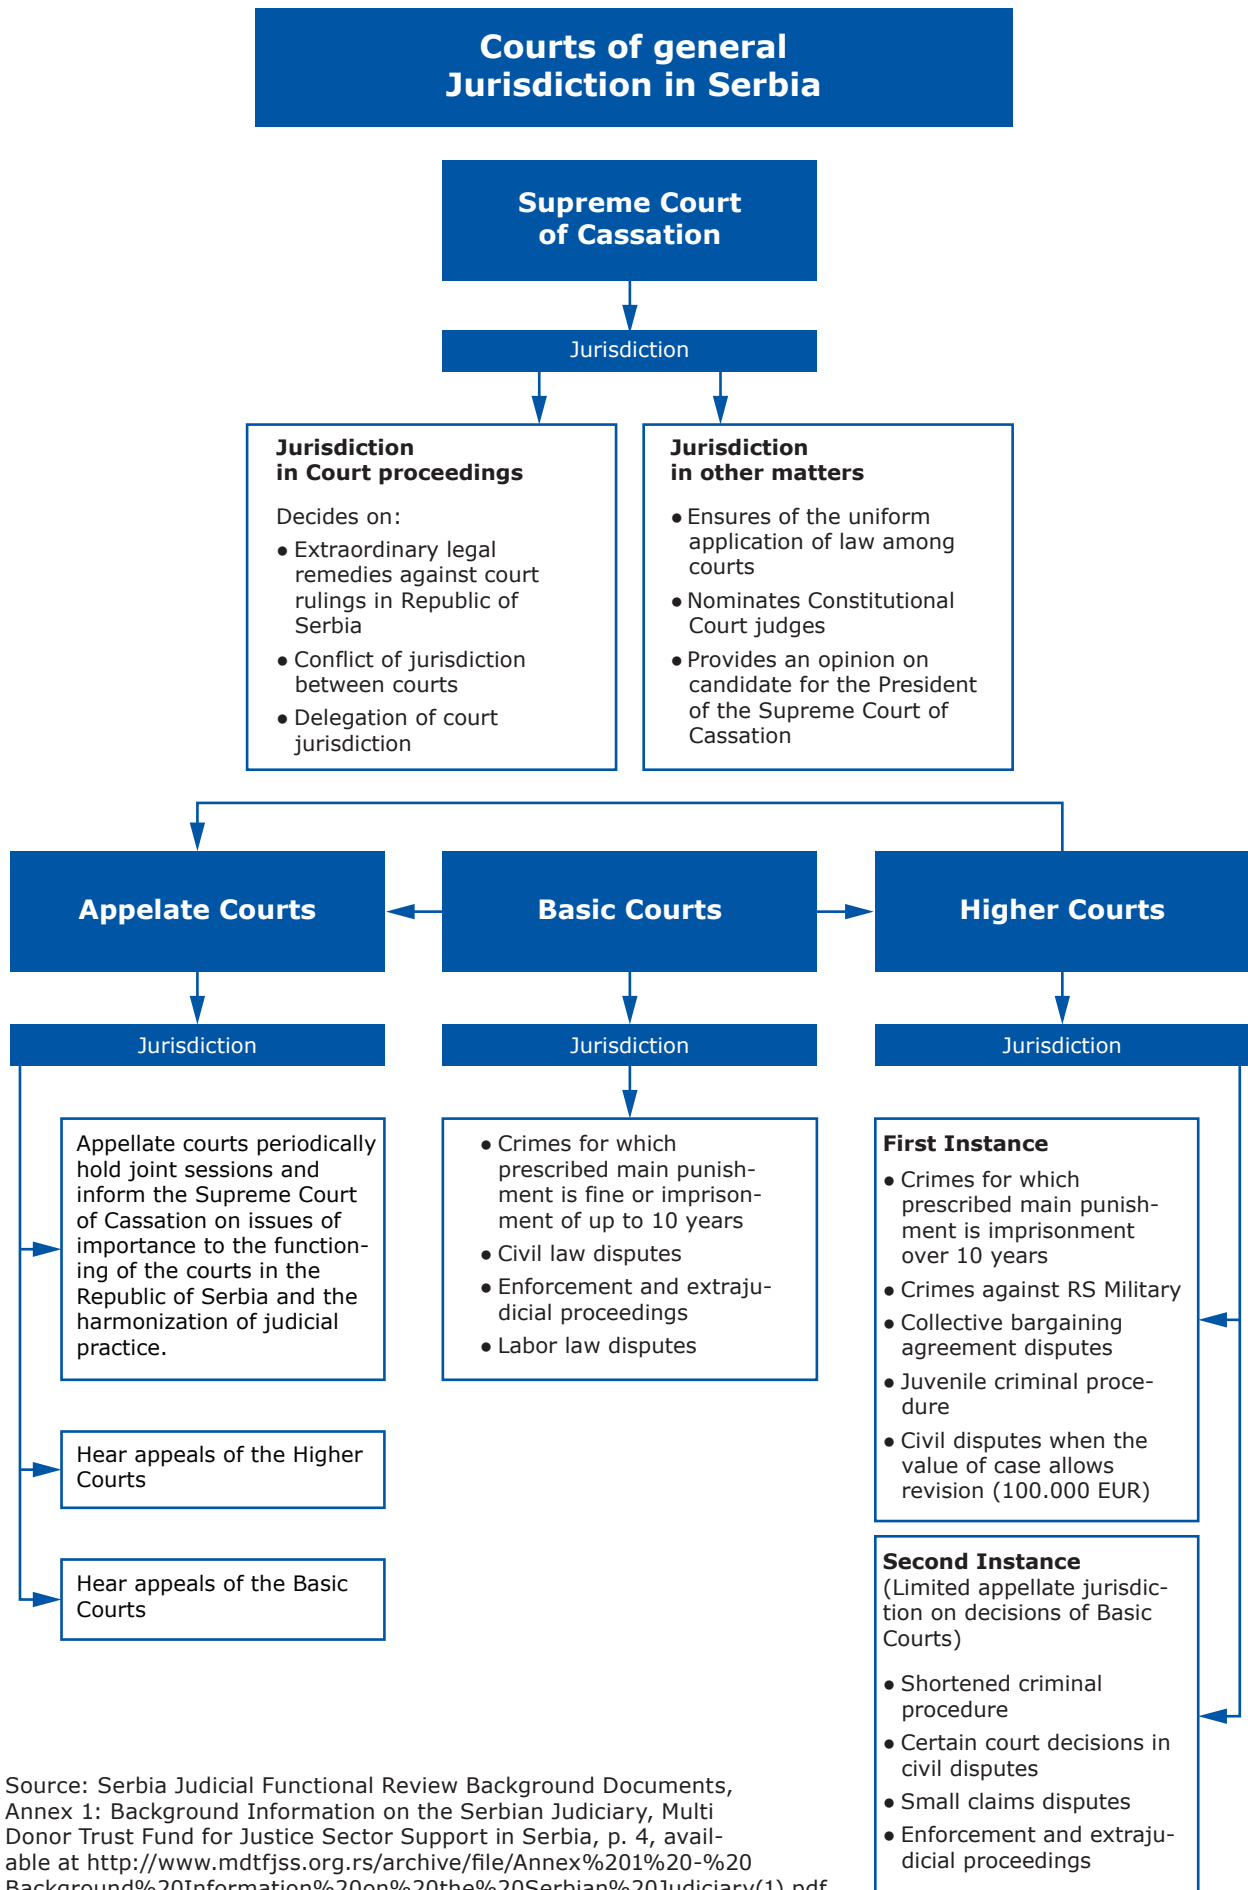 Courts of general
Jurisdiction in Serbia
Supreme Court
of Cassation
Jurisdiction
Jurisdiction
in Court proceedings
Decides on:
● Extraordinary legal
remedies against court
rulings in Republic of
Serbia
● Conflict of jurisdiction
between courts
● Delegation of court
jurisdiction
Jurisdiction
in other matters
● Ensures of the uniform
application of law among
courts
● Nominates Constitutional
Court judges
● Provides an opinion on
candidate for the President
of the Supreme Court of
Cassation
Appelate Courts
Basic Courts
Higher Courts
Jurisdiction
Jurisdiction
Jurisdiction
Appellate courts periodically
hold joint sessions and
inform the Supreme Court
of Cassation on issues of
importance to the function-
ing of the courts in the
Republic of Serbia and the
harmonization of judicial
practice.
Hear appeals of the Higher
Courts
Hear appeals of the Basic
Courts
● Crimes for which
prescribed main punish-
ment is fine or imprison-
ment of up to 10 years
● Civil law disputes
● Enforcement and extraju-
dicial proceedings
● Labor law disputes
First Instance
● Crimes for which
prescribed main punish-
ment is imprisonment
over 10 years
● Crimes against RS Military
● Collective bargaining
agreement disputes
● Juvenile criminal proce-
dure
● Civil disputes when the
value of case allows
revision (100.000 EUR)
Second Instance
(Limited appellate jurisdic-
tion on decisions of Basic
Courts)
● Shortened criminal
procedure
● Certain court decisions in
civil disputes
● Small claims disputes
● Enforcement and extraju-
dicial proceedings
Source: Serbia Judicial Functional Review Background Documents,
Annex 1: Background Information on the Serbian Judiciary, Multi
Donor Trust Fund for Justice Sector Support in Serbia, p. 4, avail-
able at http://www.mdtfjss.org.rs/archive/file/Annex%201%20-%20
Background%20Information%20on%20the%20Serbian%20Judiciary(1).pdf